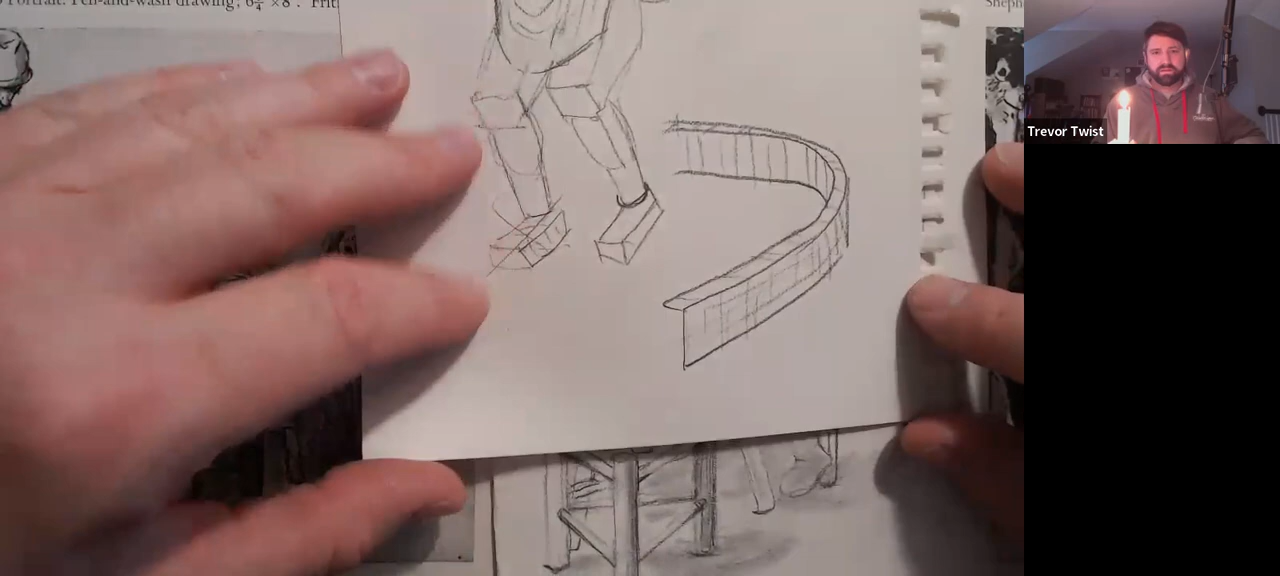 Portrait. Pen-and-wash drawing; 6¾ ×8". Frit
Sheph
Trevor Twist